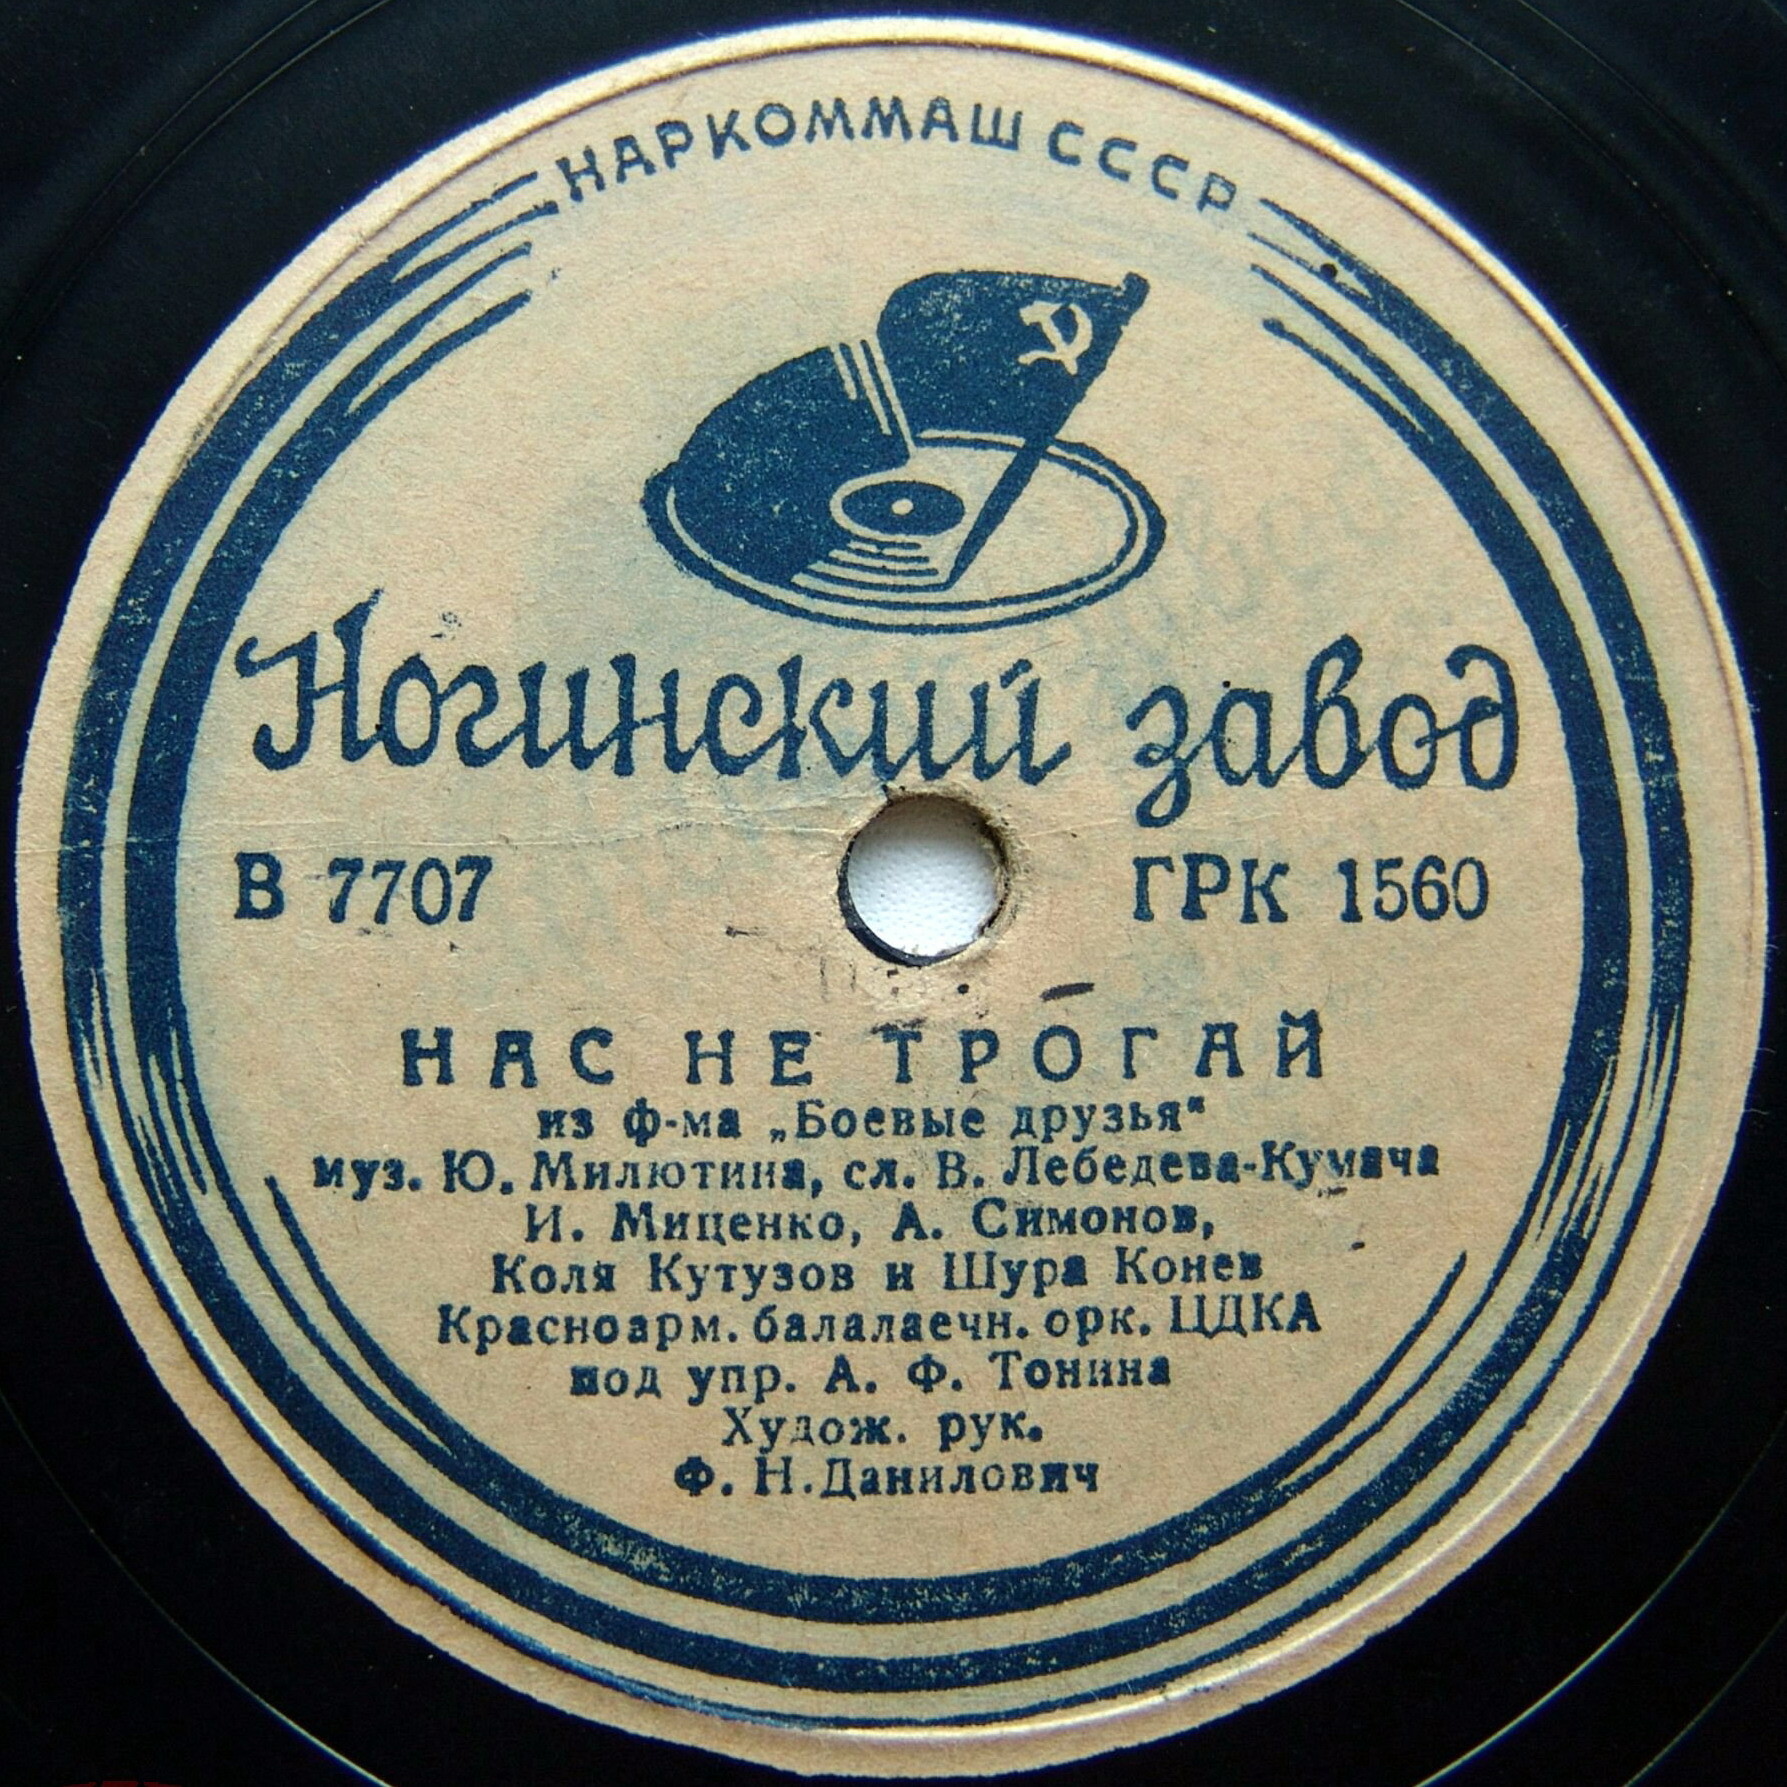 НАРКОММАШ СССР
Ногинский завод
В 7707 ГРК 1560
НАС НЕ ТРОГАЙ
из ф-ма „Боевые друзья“
муз. Ю. Милютина, сл. В. Лебедева-Кумача
И. Миценко, А. Симонов,
Коля Кутузов и Шура Конев
Красноарм. балалаечн. орк. ЦДКА
под упр. А. Ф. Тонина
Худож. рук.
Ф. Н. Данилович